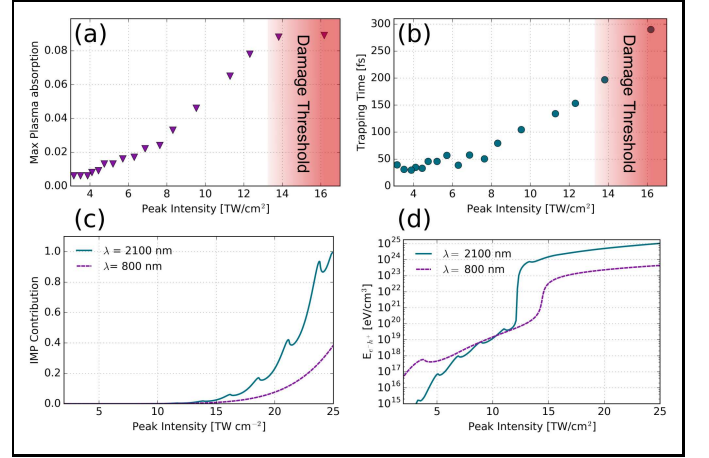 (a)
Max Plasma absorption
0.08
0.06
0.04
0.02
0.00
4 6 8 10 12 14 16
Peak Intensity [TW/cm²]
Damage Threshold
(b)
Trapping Time [fs]
300
250
200
150
100
50
0
4 6 8 10 12 14 16
Peak Intensity [TW/cm²]
Damage Threshold
(c)
λ = 2100 nm
λ= 800 nm
IMP Contribution
1.0
0.8
0.6
0.4
0.2
0.0
5 10 15 20 25
Peak Intensity [TW cm⁻²]
(d)
λ = 2100 nm
λ = 800 nm
E e⁻h⁺ [eV/cm³]
10²⁵
10²⁴
10²³
10²²
10²¹
10²⁰
10¹⁹
10¹⁸
10¹⁷
10¹⁶
10¹⁵
5 10 15 20 25
Peak Intensity [TW/cm²]